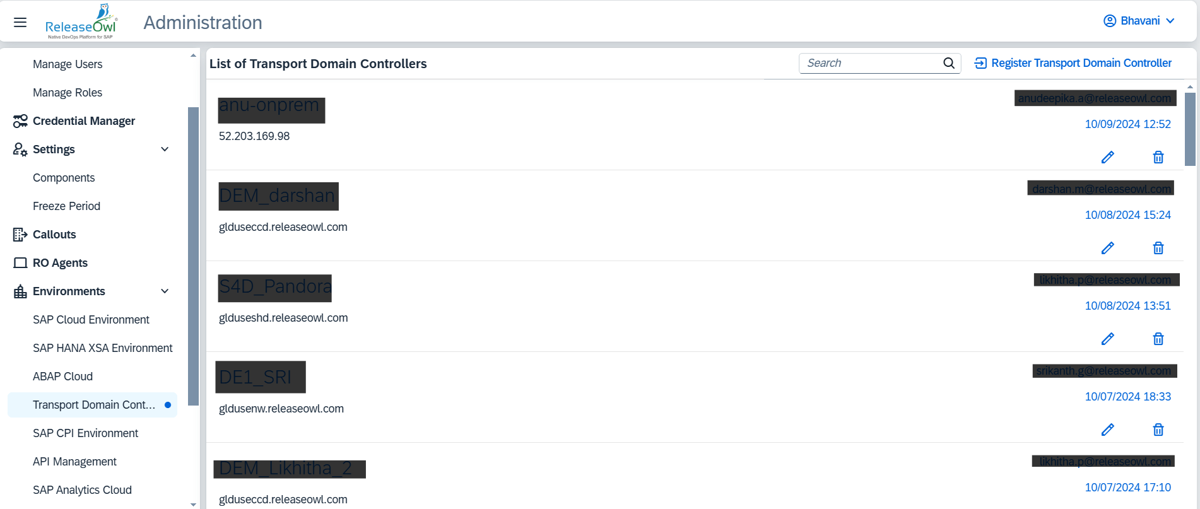 ReleaseOwl
Native DevOps Platform for SAP
Administration
Bhavani
Manage Users
Manage Roles
Credential Manager
Settings
Components
Freeze Period
Callouts
RO Agents
Environments
SAP Cloud Environment
SAP HANA XSA Environment
ABAP Cloud
Transport Domain Cont...
SAP CPI Environment
API Management
SAP Analytics Cloud
List of Transport Domain Controllers
Search
Register Transport Domain Controller
anu-onprem
anudeepika.a@releaseowl.com
52.203.169.98
10/09/2024 12:52
DEM_darshan
darshan.m@releaseowl.com
glduseccd.releaseowl.com
10/08/2024 15:24
S4D_Pandora
likhitha.p@releaseowl.com
glduseshd.releaseowl.com
10/08/2024 13:51
DE1_SRI
srikanth.g@releaseowl.com
gldusenw.releaseowl.com
10/07/2024 18:33
DEM_Likhitha_2
likhitha.p@releaseowl.com
glduseccd.releaseowl.com
10/07/2024 17:10